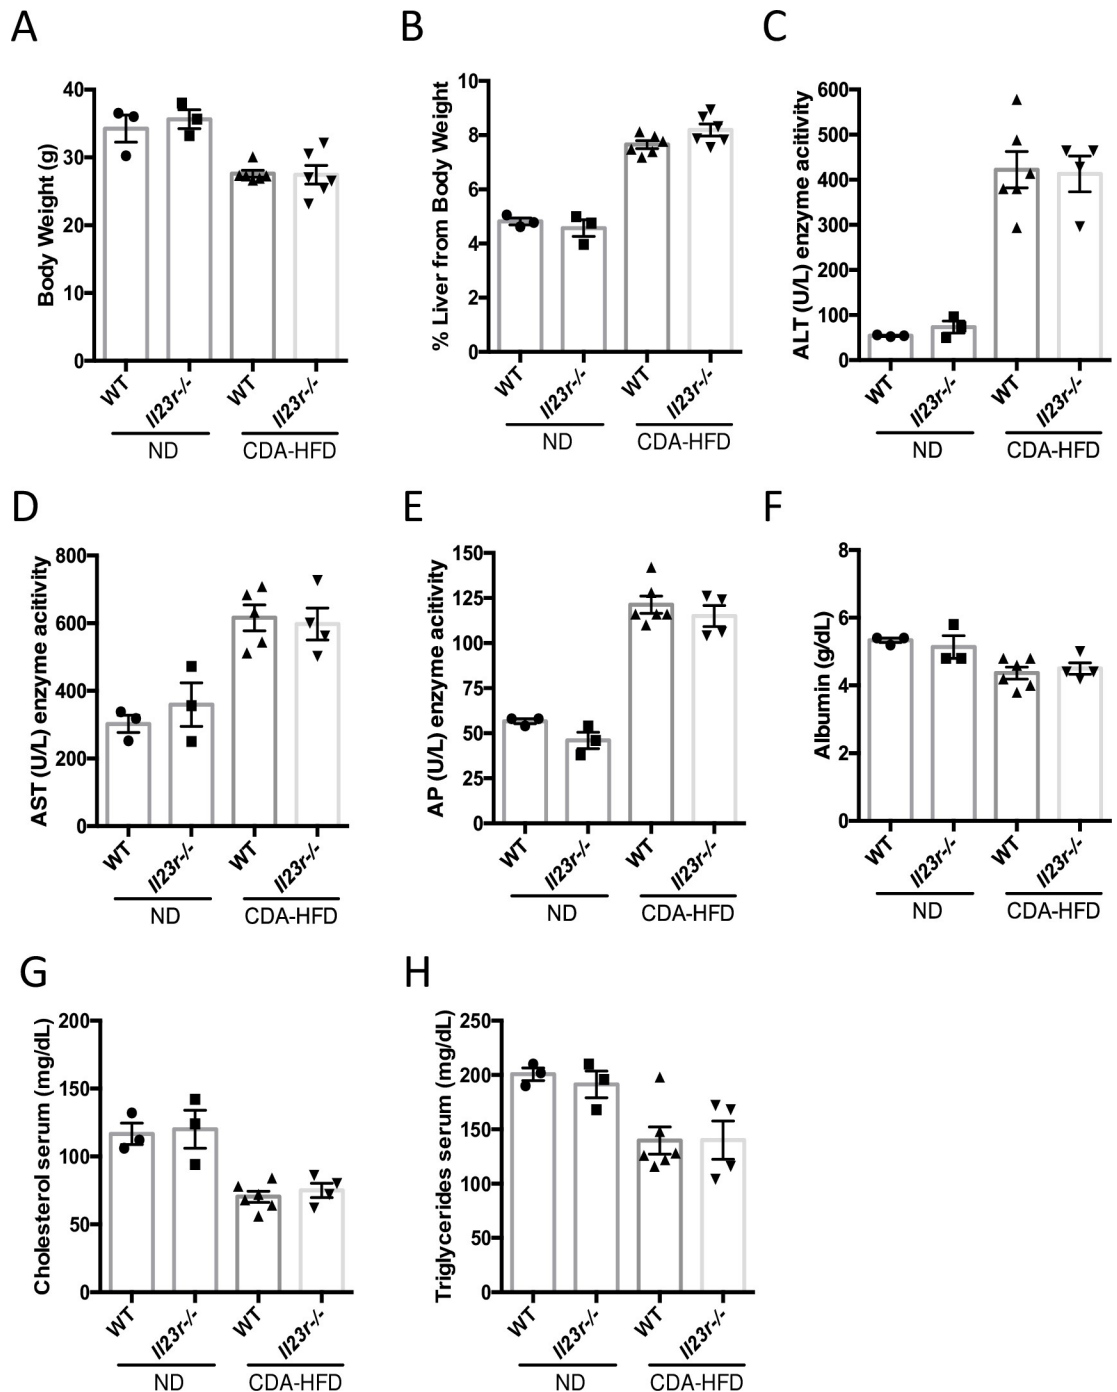 A
Body Weight (g)
40
30
20
10
0
WT
Il23r-/-
WT
Il23r-/-
ND
CDA-HFD
B
% Liver from Body Weight
10
8
6
4
2
0
WT
Il23r-/-
WT
Il23r-/-
ND
CDA-HFD
C
ALT (U/L) enzyme acitivity
600
500
400
300
200
100
0
WT
Il23r-/-
WT
Il23r-/-
ND
CDA-HFD
D
AST (U/L) enzyme acitivity
800
600
400
200
0
WT
Il23r-/-
WT
Il23r-/-
ND
CDA-HFD
E
AP (U/L) enzyme acitivity
150
125
100
75
50
25
0
WT
Il23r-/-
WT
Il23r-/-
ND
CDA-HFD
F
Albumin (g/dL)
8
6
4
2
0
WT
Il23r-/-
WT
Il23r-/-
ND
CDA-HFD
G
Cholesterol serum (mg/dL)
200
150
100
50
0
WT
Il23r-/-
WT
Il23r-/-
ND
CDA-HFD
H
Triglycerides serum (mg/dL)
250
200
150
100
50
0
WT
Il23r-/-
WT
Il23r-/-
ND
CDA-HFD